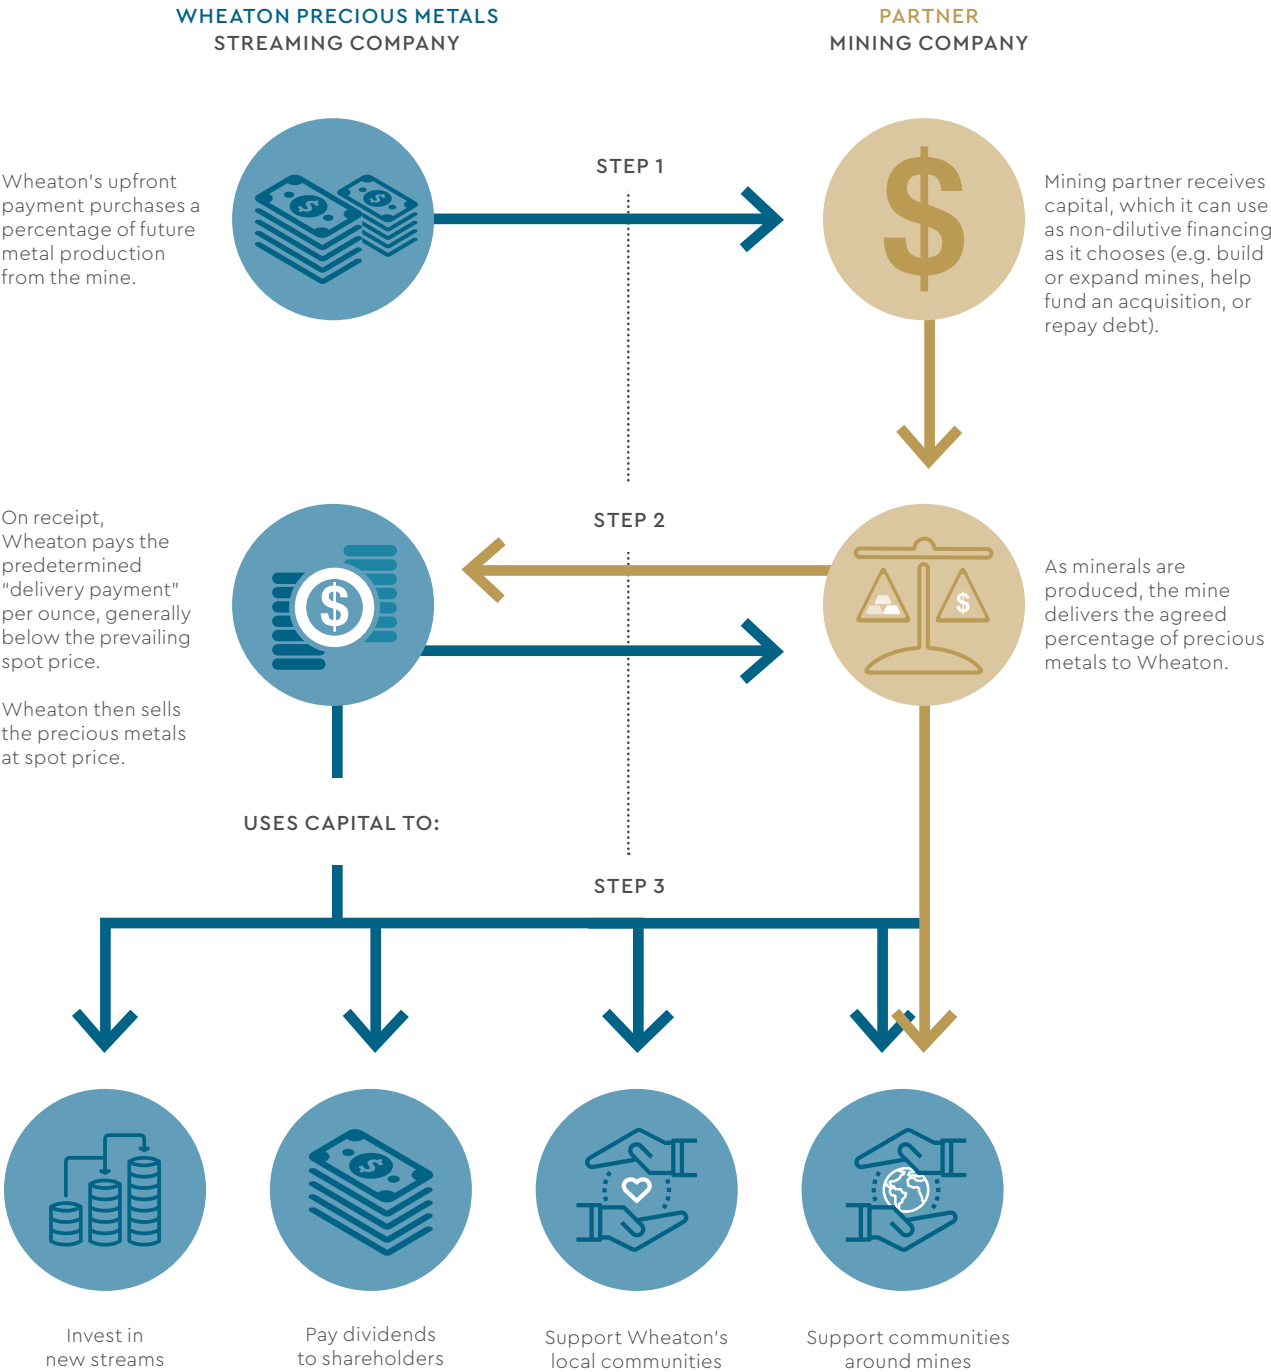 WHEATON PRECIOUS METALS
STREAMING COMPANY
PARTNER
MINING COMPANY
STEP 1
Wheaton's upfront
payment purchases a
percentage of future
metal production
from the mine.
$
Mining partner receives
capital, which it can use
as non-dilutive financing
as it chooses (e.g. build
or expand mines, help
fund an acquisition, or
repay debt).
STEP 2
On receipt,
Wheaton pays the
predetermined
“delivery payment”
per ounce, generally
below the prevailing
spot price.
Wheaton then sells
the precious metals
at spot price.
$
$
As minerals are
produced, the mine
delivers the agreed
percentage of precious
metals to Wheaton.
USES CAPITAL TO:
STEP 3
Invest in
new streams
Pay dividends
to shareholders
Support Wheaton's
local communities
Support communities
around mines